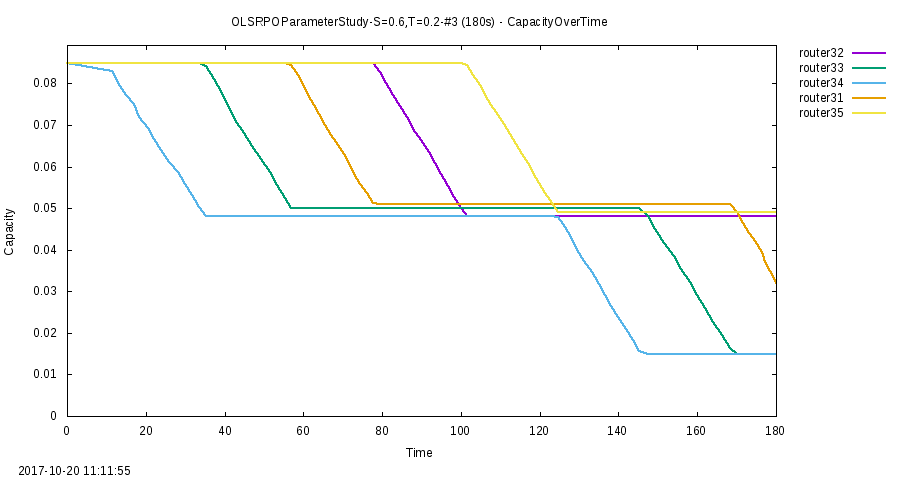 OLSRPOParameterStudy-S=0.6,T=0.2-#3 (180s) - CapacityOverTime
router32
router33
router34
router31
router35
0.08
0.07
0.06
0.05
0.04
0.03
0.02
0.01
0
Capacity
0 20 40 60 80 100 120 140 160 180
Time
2017-10-20 11:11:55